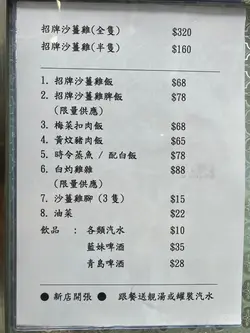 招牌沙薑雞(全隻) $320
招牌沙薑雞(半隻) $160
1. 招牌沙薑雞飯 $68
2. 招牌沙薑雞脾飯 $78
(限量供應)
3. 梅菜扣肉飯 $68
4. 黃炆豬肉飯 $65
5. 時令蒸魚 / 配白飯 $78
6. 白灼雞雜 $88
(限量供應)
7. 沙薑雞腳 (3隻) $15
8. 油菜 $22
飲品 : 各類汽水 $10
藍妹啤酒 $35
青島啤酒 $28
● 新店開張 ● 跟餐送靚湯或罐裝汽水